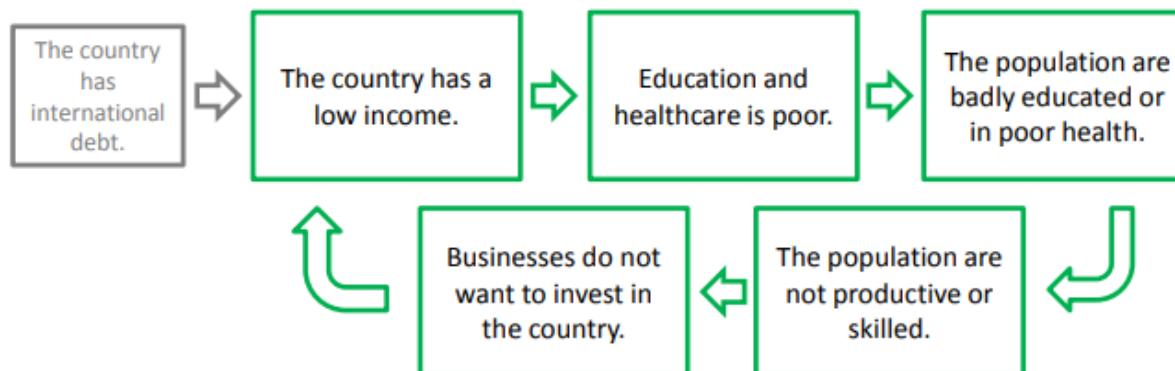 The country
has
international
debt.
The country has a
low income.
Education and
healthcare is poor.
The population are
badly educated or
in poor health.
The population are
not productive or
skilled.
Businesses do not
want to invest in
the country.